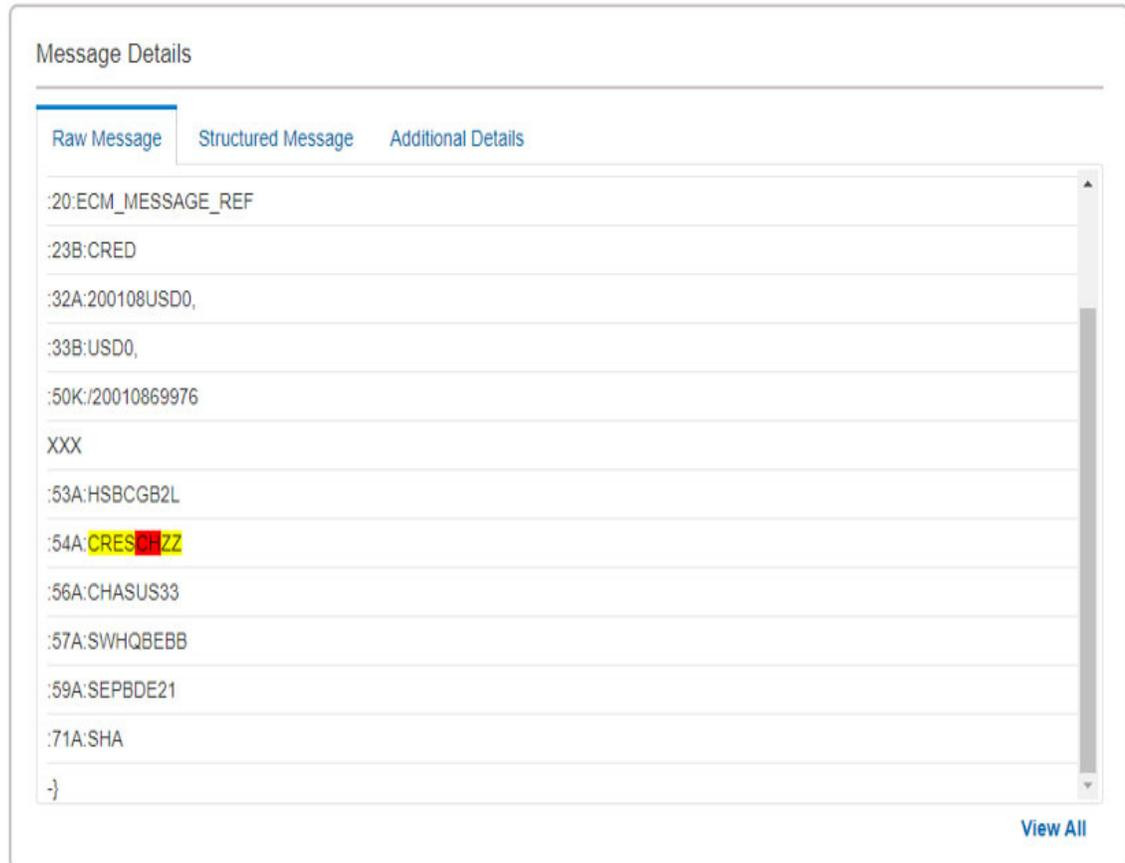 Message Details
Raw Message Structured Message Additional Details
:20:ECM_MESSAGE_REF
:23B:CRED
:32A:200108USD0,
:33B:USD0,
:50K:/20010869976
XXX
:53A:HSBCGB2L
:54A:CRESCHZZ
:56A:CHASUS33
:57A:SWHQBEBB
:59A:SEPBDE21
:71A:SHA
-}
View All